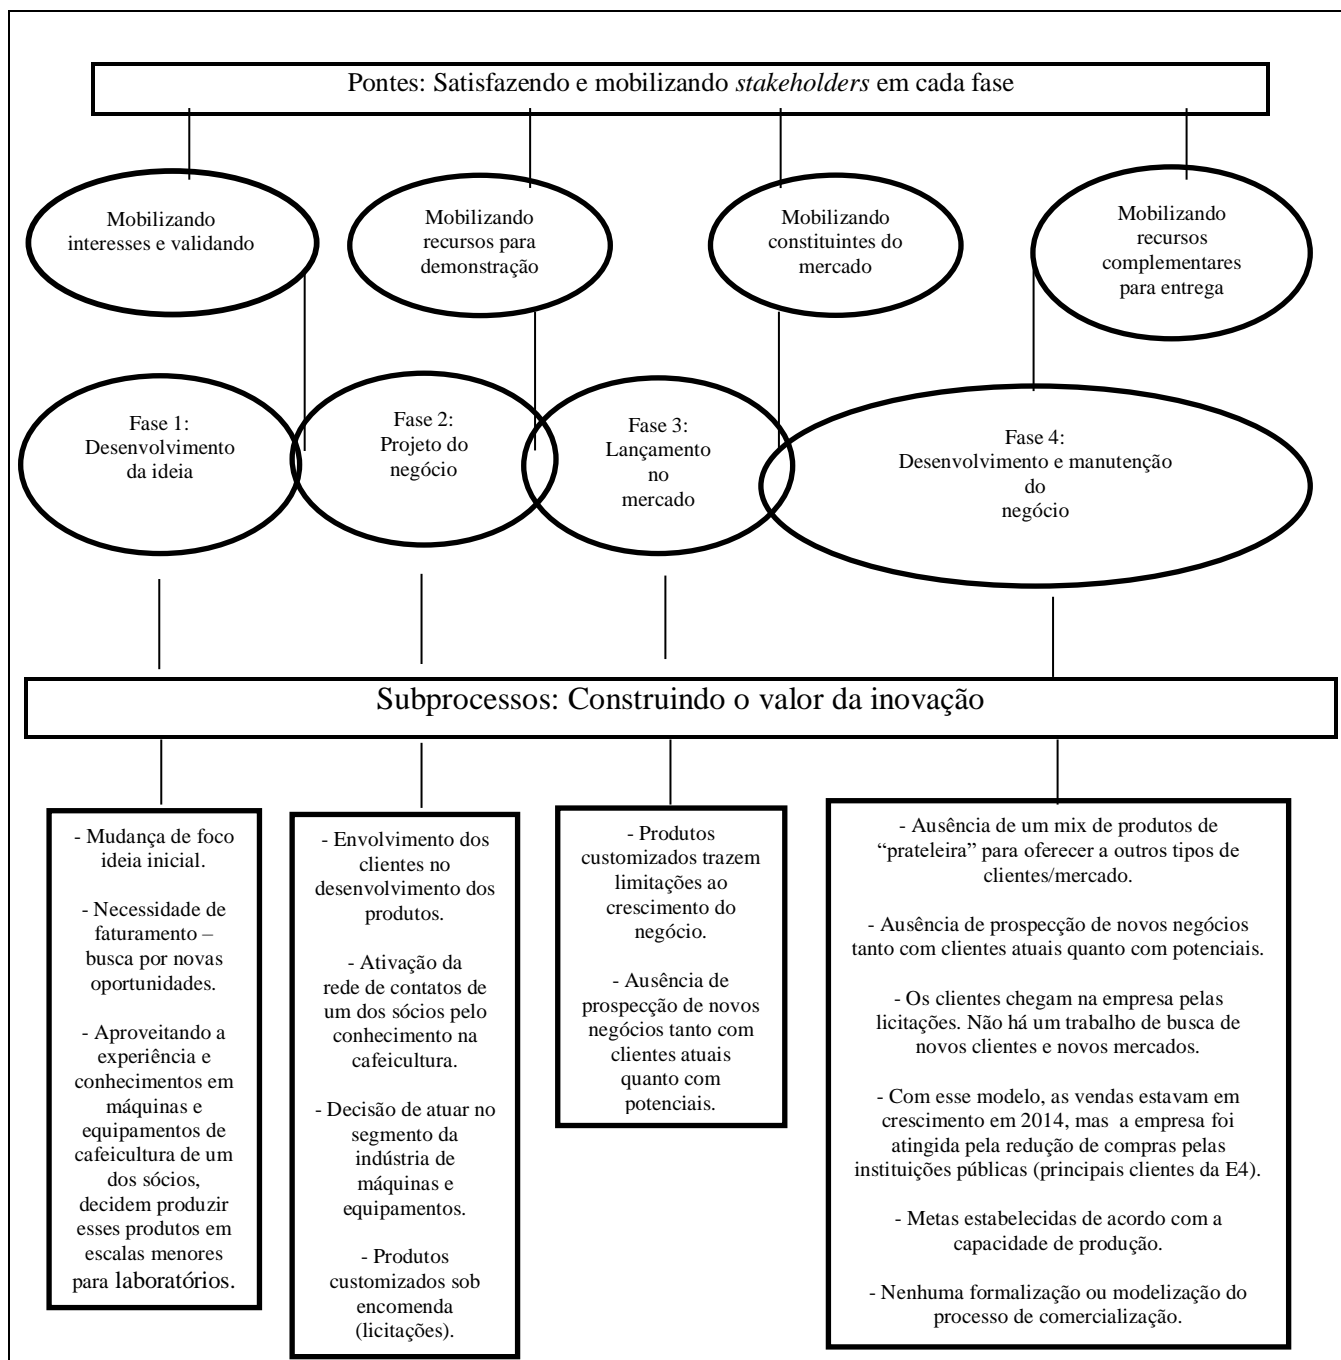 Pontes: Satisfazendo e mobilizando stakeholders em cada fase
Mobilizando
interesses e validando
Mobilizando
recursos para
demonstração
Mobilizando
constituintes do
mercado
Mobilizando
recursos
complementares
para entrega
Fase 1:
Desenvolvimento
da ideia
Fase 2:
Projeto do
negócio
Fase 3:
Lançamento
no
mercado
Fase 4:
Desenvolvimento e manutenção
do
negócio
Subprocessos: Construindo o valor da inovação
- Mudança de foco
ideia inicial.
- Necessidade de
faturamento –
busca por novas
oportunidades.
- Aproveitando a
experiência e
conhecimentos em
máquinas e
equipamentos de
cafeicultura de um
dos sócios,
decidem produzir
esses produtos em
escalas menores
para laboratórios.
- Envolvimento dos
clientes no
desenvolvimento dos
produtos.
- Ativação da
rede de contatos de
um dos sócios pelo
conhecimento na
cafeicultura.
- Decisão de atuar no
segmento da
indústria de
máquinas e
equipamentos.
- Produtos
customizados sob
encomenda
(licitações).
- Produtos
customizados trazem
limitações ao
crescimento do
negócio.
- Ausência de
prospecção de novos
negócios tanto com
clientes atuais
quanto com
potenciais.
- Ausência de um mix de produtos de
“prateleira” para oferecer a outros tipos de
clientes/mercado.
- Ausência de prospecção de novos negócios
tanto com clientes atuais quanto com potenciais.
- Os clientes chegam na empresa pelas
licitações. Não há um trabalho de busca de
novos clientes e novos mercados.
- Com esse modelo, as vendas estavam em
crescimento em 2014, mas a empresa foi
atingida pela redução de compras pelas
instituições públicas (principais clientes da E4).
- Metas estabelecidas de acordo com a
capacidade de produção.
- Nenhuma formalização ou modelização do
processo de comercialização.